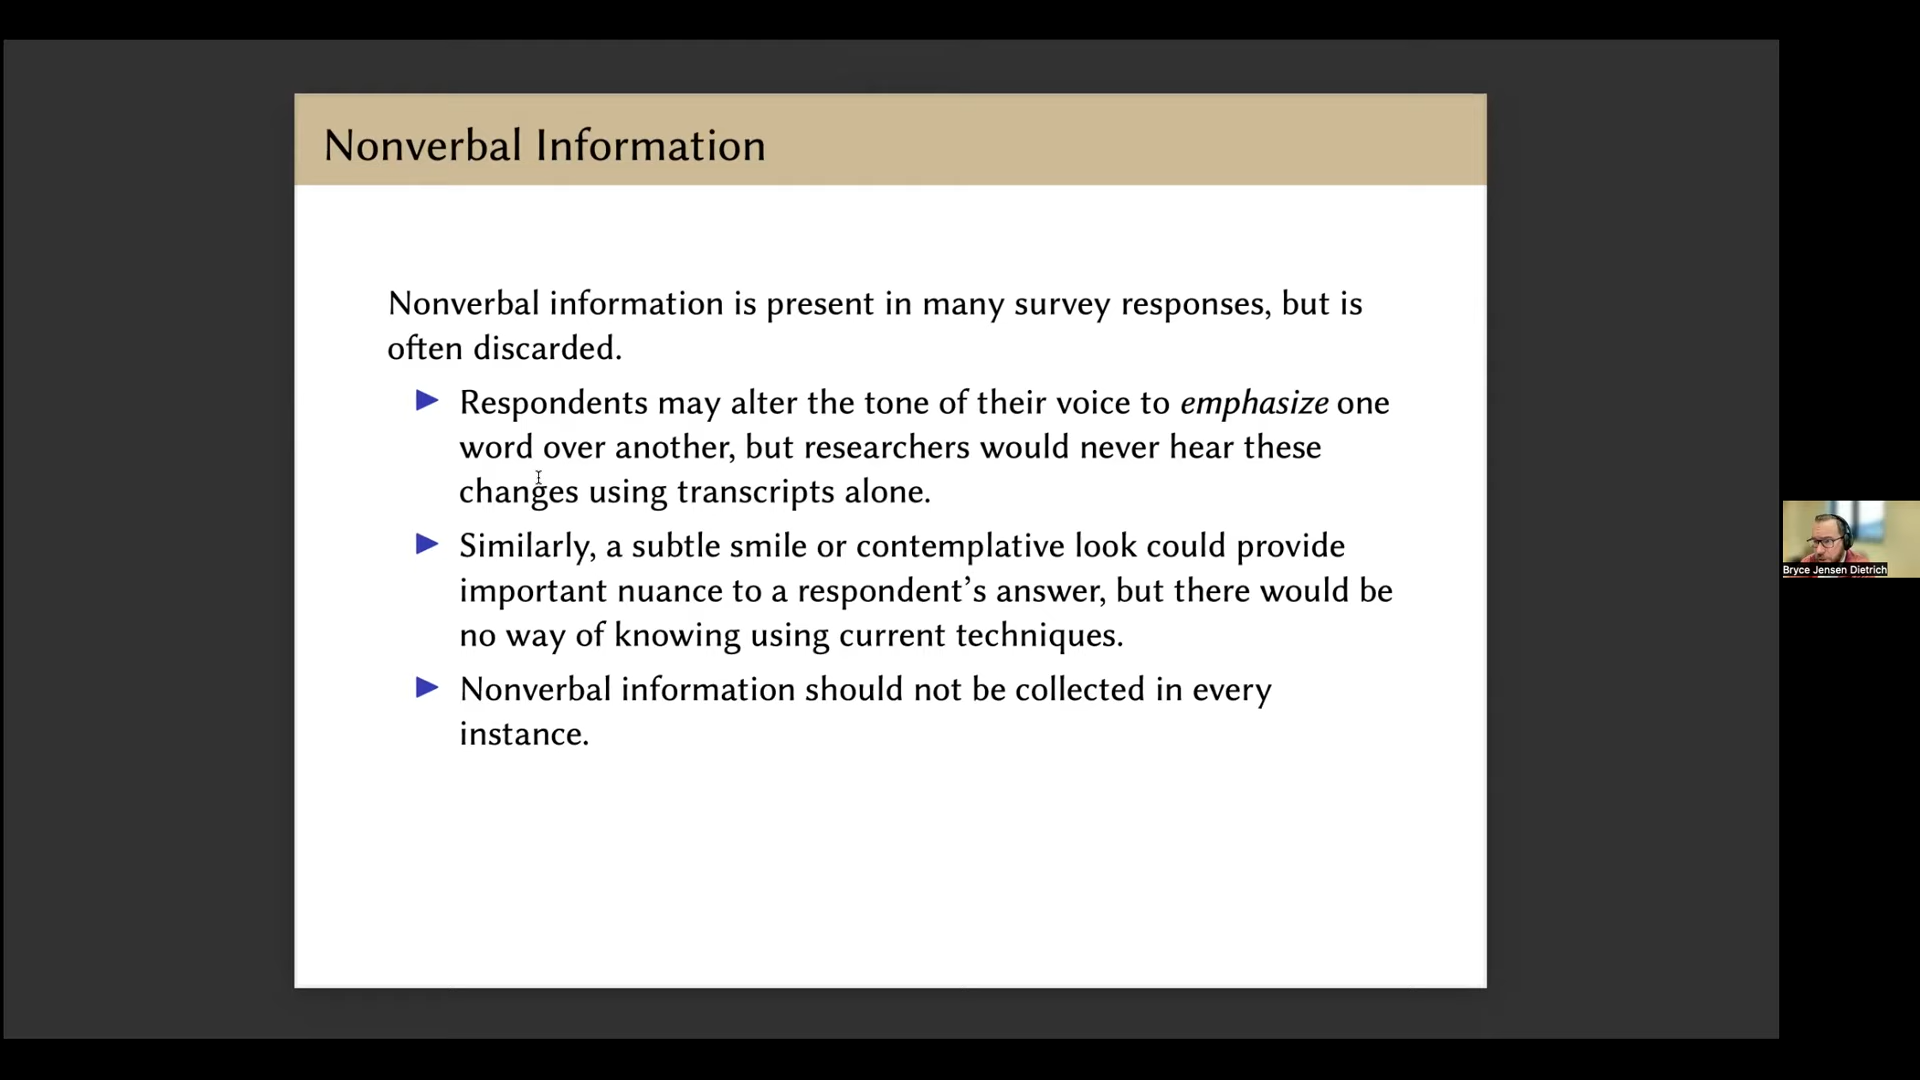 Nonverbal Information
Nonverbal information is present in many survey responses, but is
often discarded.
Respondents may alter the tone of their voice to emphasize one
word over another, but researchers would never hear these
changes using transcripts alone.
Similarly, a subtle smile or contemplative look could provide
important nuance to a respondent’s answer, but there would be
no way of knowing using current techniques.
Nonverbal information should not be collected in every
instance.
Bryce Jensen Dietrich